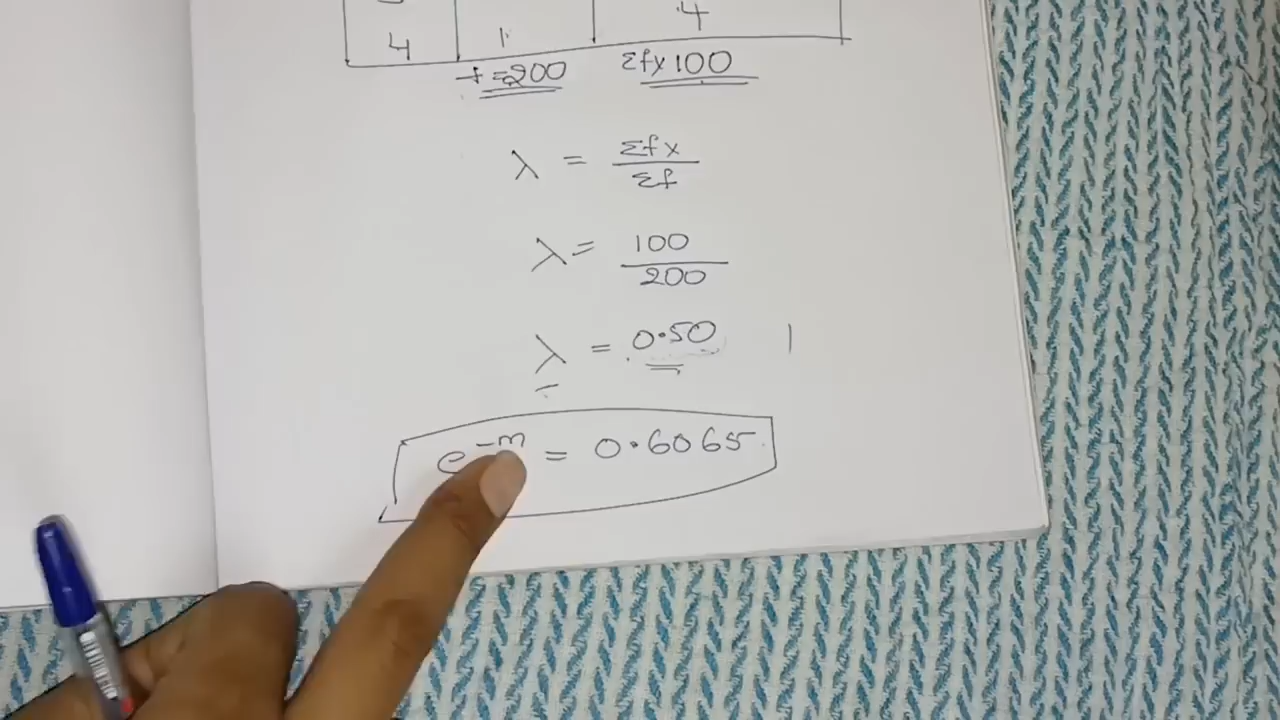 4
4 1
f = 200 Σfx 100
λ = Σfx / Σf
λ = 100 / 200
λ = 0.50
e^-m = 0.6065